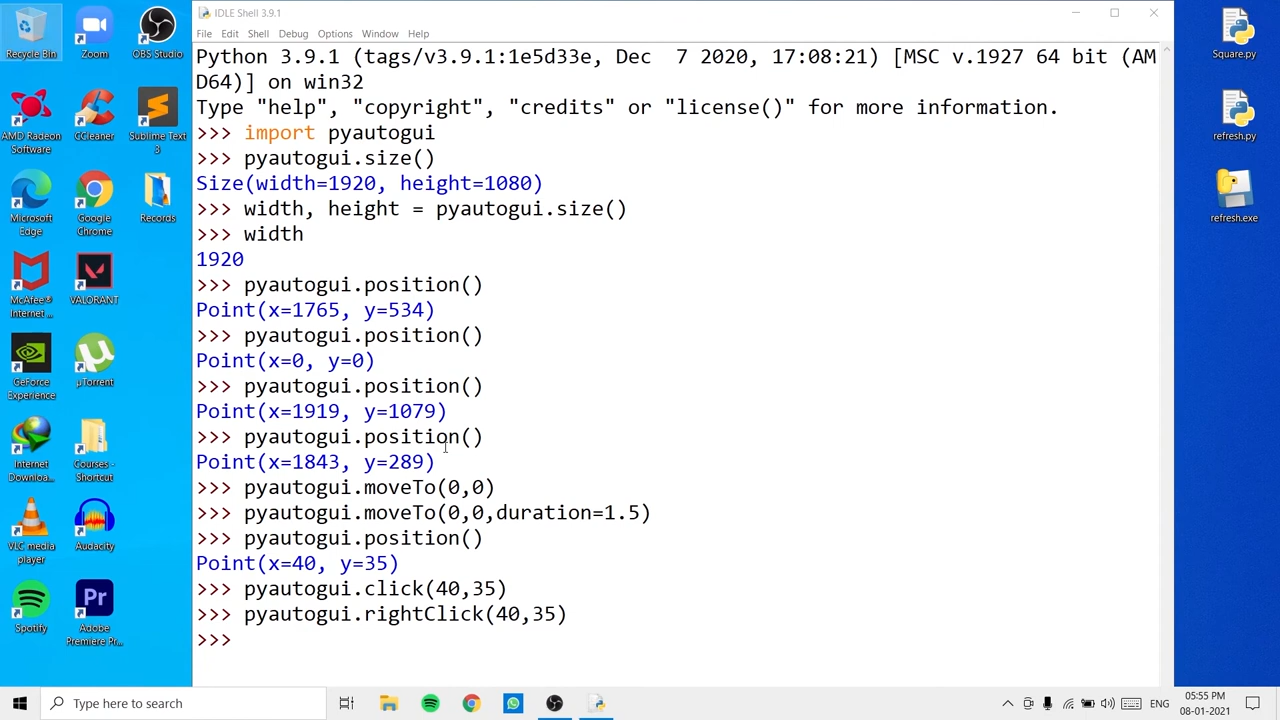 Recycle Bin
Zoom
OBS Studio
AMD Radeon
Software
CCleaner
Sublime Text
3
Microsoft
Edge
Google
Chrome
Records
McAfee®
Internet ...
VALORANT
GeForce
Experience
µTorrent
Internet
Downloa...
Courses -
Shortcut
VLC media
player
Audacity
Spotify
Pr
Adobe
Premiere Pr...
IDLE Shell 3.9.1
File Edit Shell Debug Options Window Help
Python 3.9.1 (tags/v3.9.1:1e5d33e, Dec  7 2020, 17:08:21) [MSC v.1927 64 bit (AM
D64)] on win32
Type "help", "copyright", "credits" or "license()" for more information.
>>> import pyautogui
>>> pyautogui.size()
Size(width=1920, height=1080)
>>> width, height = pyautogui.size()
>>> width
1920
>>> pyautogui.position()
Point(x=1765, y=534)
>>> pyautogui.position()
Point(x=0, y=0)
>>> pyautogui.position()
Point(x=1919, y=1079)
>>> pyautogui.position()
Point(x=1843, y=289)
>>> pyautogui.moveTo(0,0)
>>> pyautogui.moveTo(0,0,duration=1.5)
>>> pyautogui.position()
Point(x=40, y=35)
>>> pyautogui.click(40,35)
>>> pyautogui.rightClick(40,35)
>>>
Square.py
refresh.py
refresh.exe
Type here to search
ENG
05:55 PM
08-01-2021